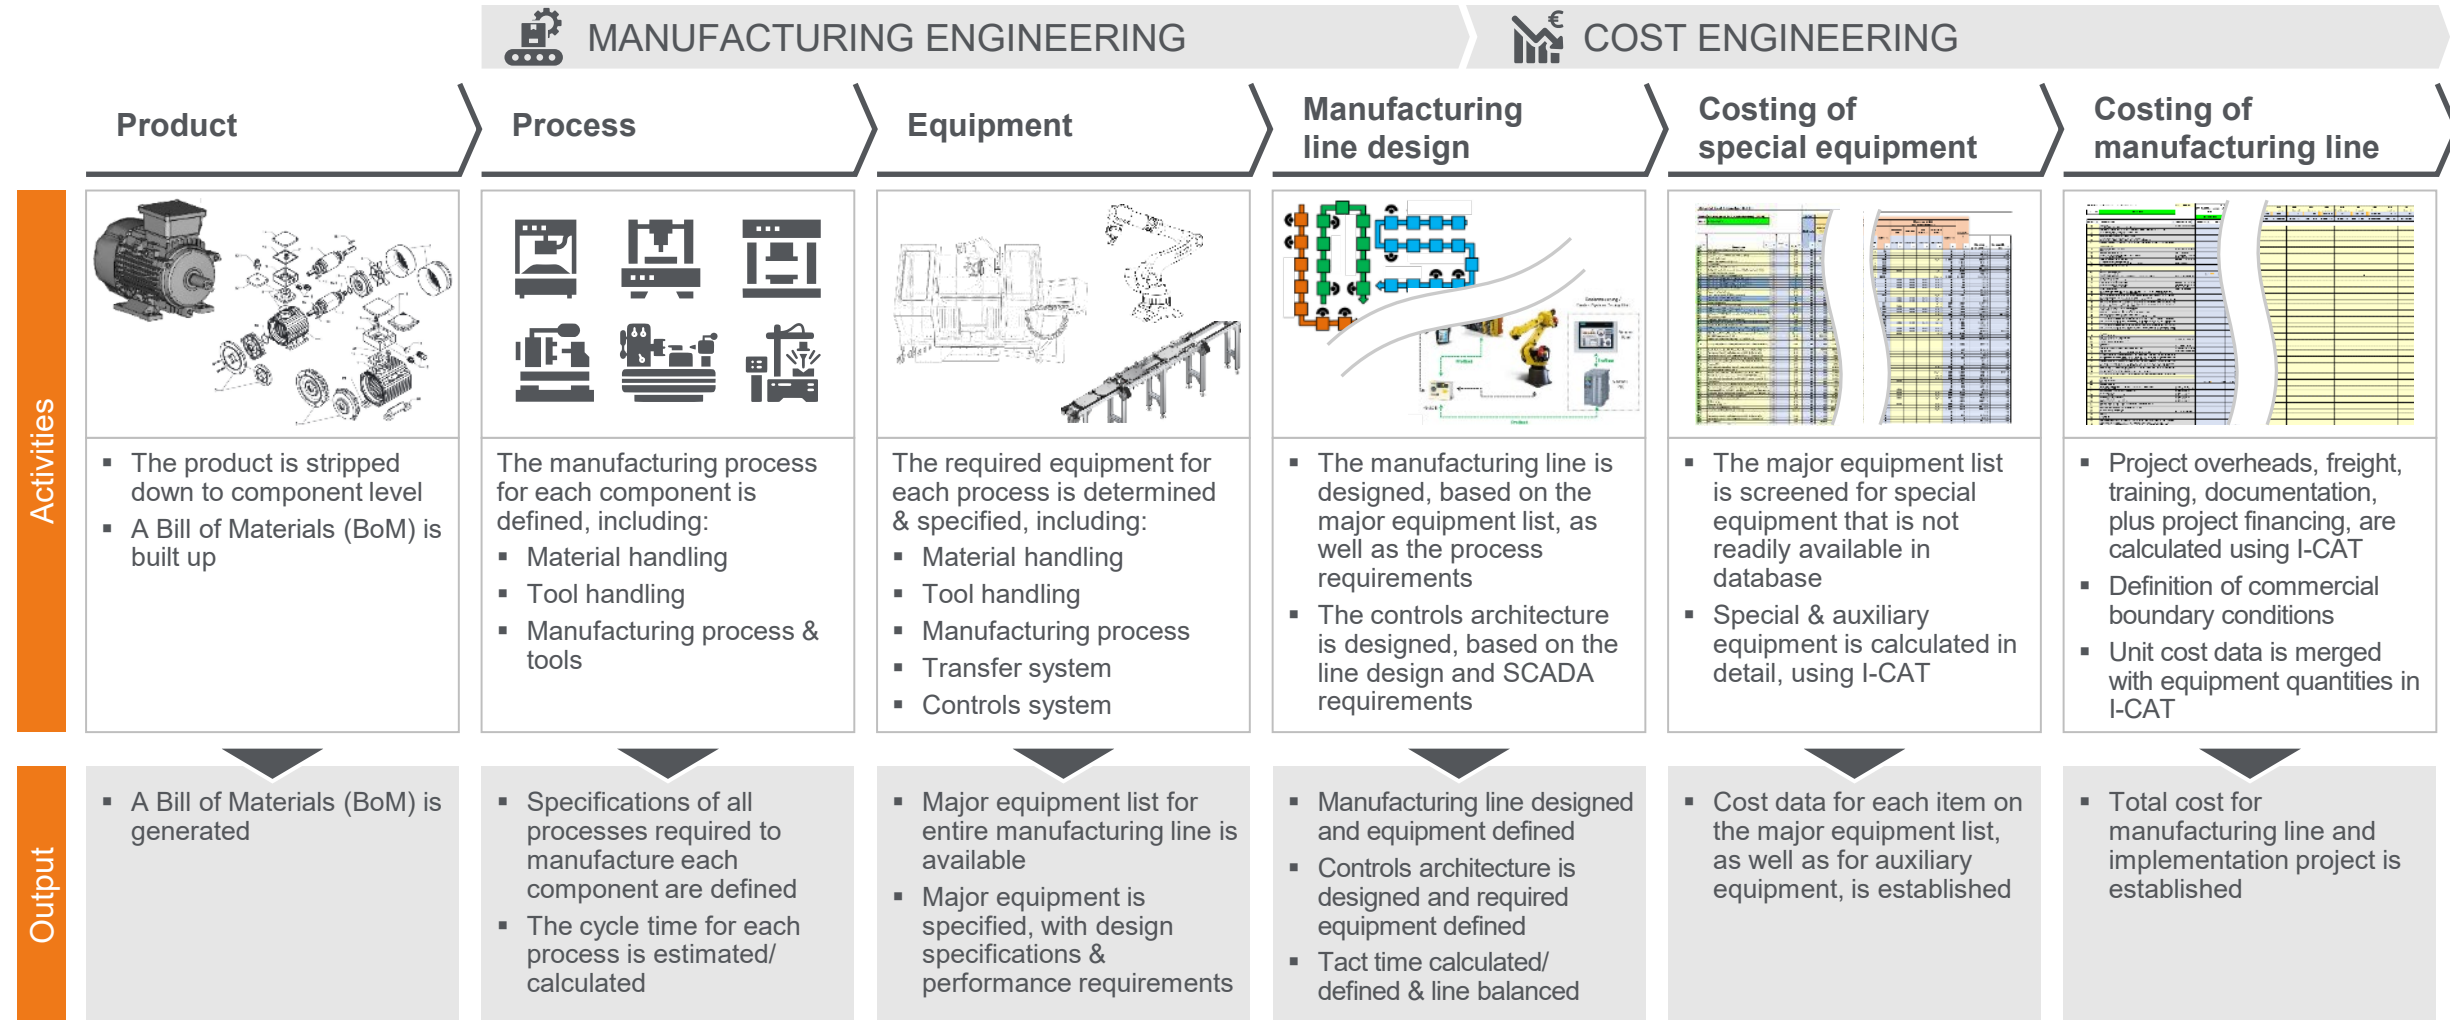 MANUFACTURING ENGINEERING
COST ENGINEERING
Product
Process
Equipment
Manufacturing
line design
Costing of
special equipment
Costing of
manufacturing line
Activities
▪ The product is stripped
down to component level
▪ A Bill of Materials (BoM) is
built up
The manufacturing process
for each component is
defined, including:
▪ Material handling
▪ Tool handling
▪ Manufacturing process &
tools
The required equipment for
each process is determined
& specified, including:
▪ Material handling
▪ Tool handling
▪ Manufacturing process
▪ Transfer system
▪ Controls system
▪ The manufacturing line is
designed, based on the
major equipment list, as
well as the process
requirements
▪ The controls architecture
is designed, based on the
line design and SCADA
requirements
▪ The major equipment list
is screened for special
equipment that is not
readily available in
database
▪ Special & auxiliary
equipment is calculated in
detail, using I-CAT
▪ Project overheads, freight,
training, documentation,
plus project financing, are
calculated using I-CAT
▪ Definition of commercial
boundary conditions
▪ Unit cost data is merged
with equipment quantities in
I-CAT
Output
▪ A Bill of Materials (BoM) is
generated
▪ Specifications of all
processes required to
manufacture each
component are defined
▪ The cycle time for each
process is estimated/
calculated
▪ Major equipment list for
entire manufacturing line is
available
▪ Major equipment is
specified, with design
specifications &
performance requirements
▪ Manufacturing line designed
and equipment defined
▪ Controls architecture is
designed and required
equipment defined
▪ Tact time calculated/
defined & line balanced
▪ Cost data for each item on
the major equipment list,
as well as for auxiliary
equipment, is established
▪ Total cost for
manufacturing line and
implementation project is
established